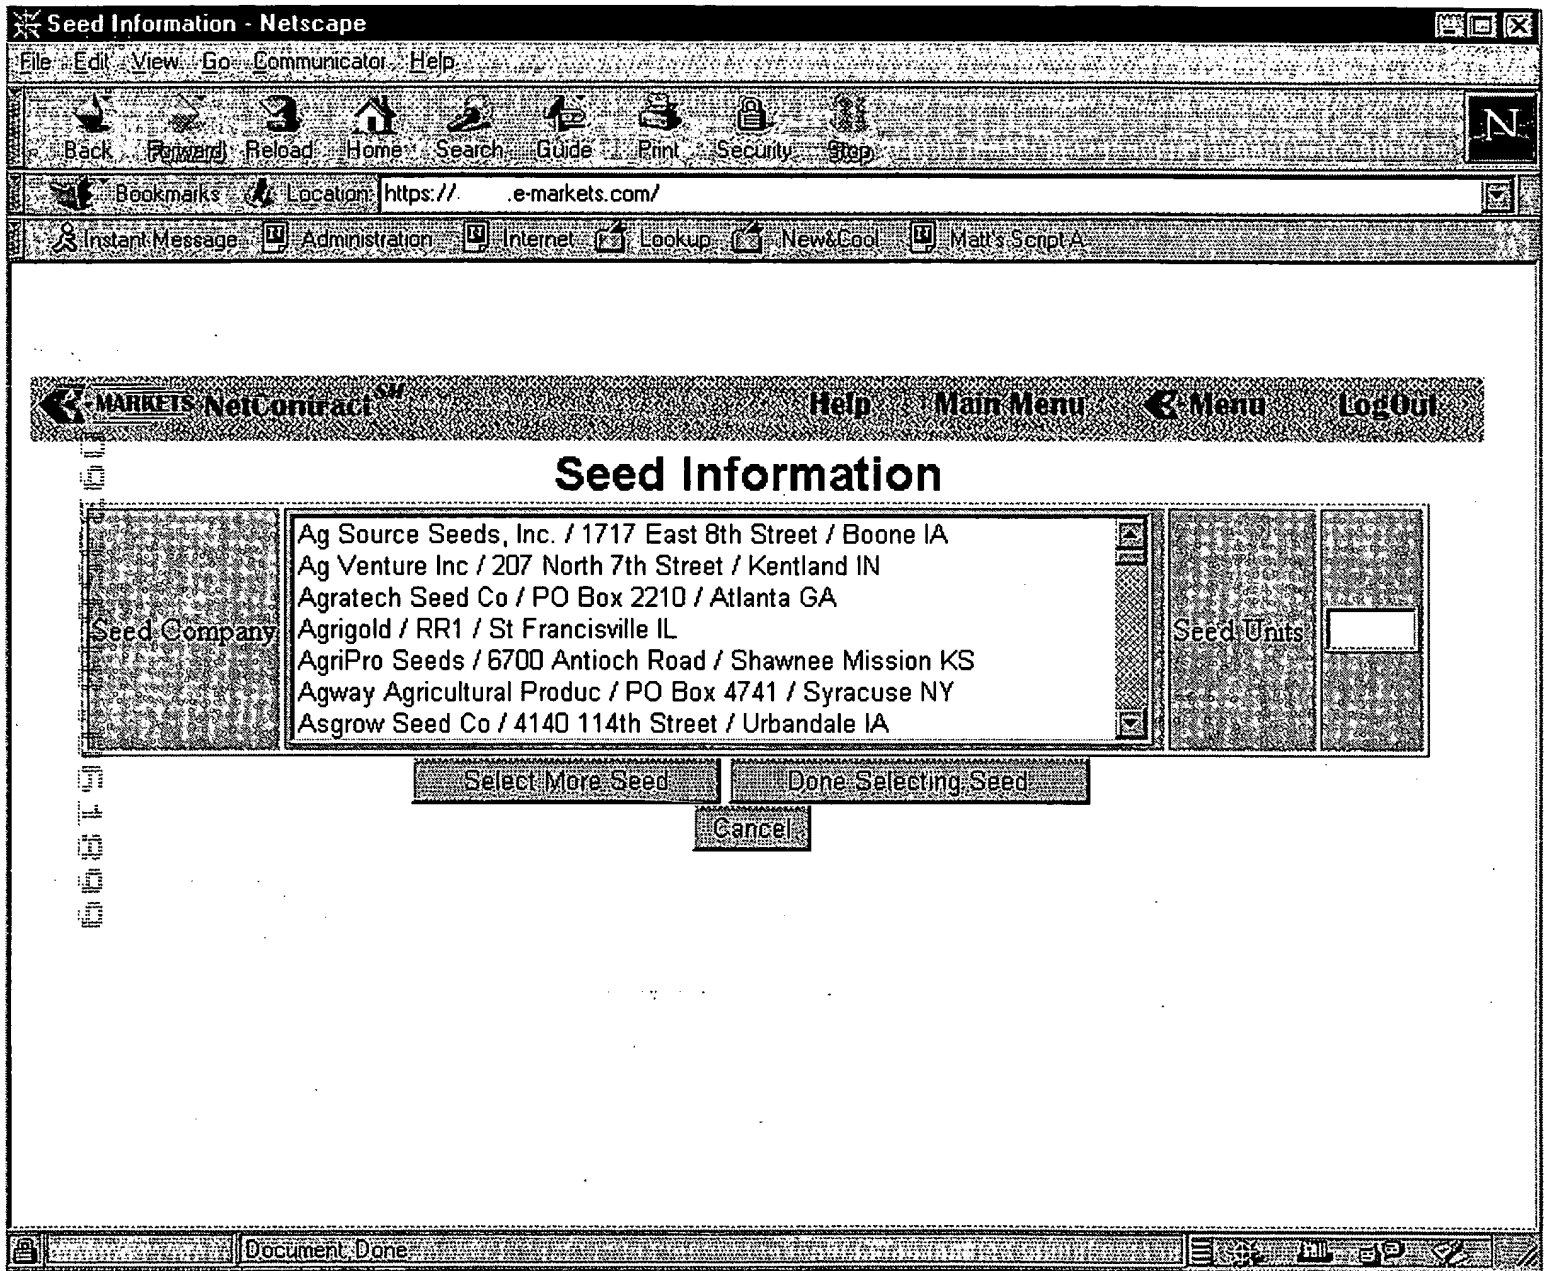 Seed Information - Netscape
File Edit View Go Communicator Help
Back Forward Reload Home Search Guide Print Security Stop
N
Bookmarks Location: https://. .e-markets.com/
Instant Message Administration Internet Lookup New&Cool Matt's Script A
MARKETS NetContract SM Help Main Menu Menu LogOut
Seed Information
Seed Company
Ag Source Seeds, Inc. / 1717 East 8th Street / Boone IA
Ag Venture Inc / 207 North 7th Street / Kentland IN
Agratech Seed Co / PO Box 2210 / Atlanta GA
Agrigold / RR1 / St Francisville IL
AgriPro Seeds / 6700 Antioch Road / Shawnee Mission KS
Agway Agricultural Produc / PO Box 4741 / Syracuse NY
Asgrow Seed Co / 4140 114th Street / Urbandale IA
Seed Units
Select More Seed Done Selecting Seed
Cancel
Document: Done